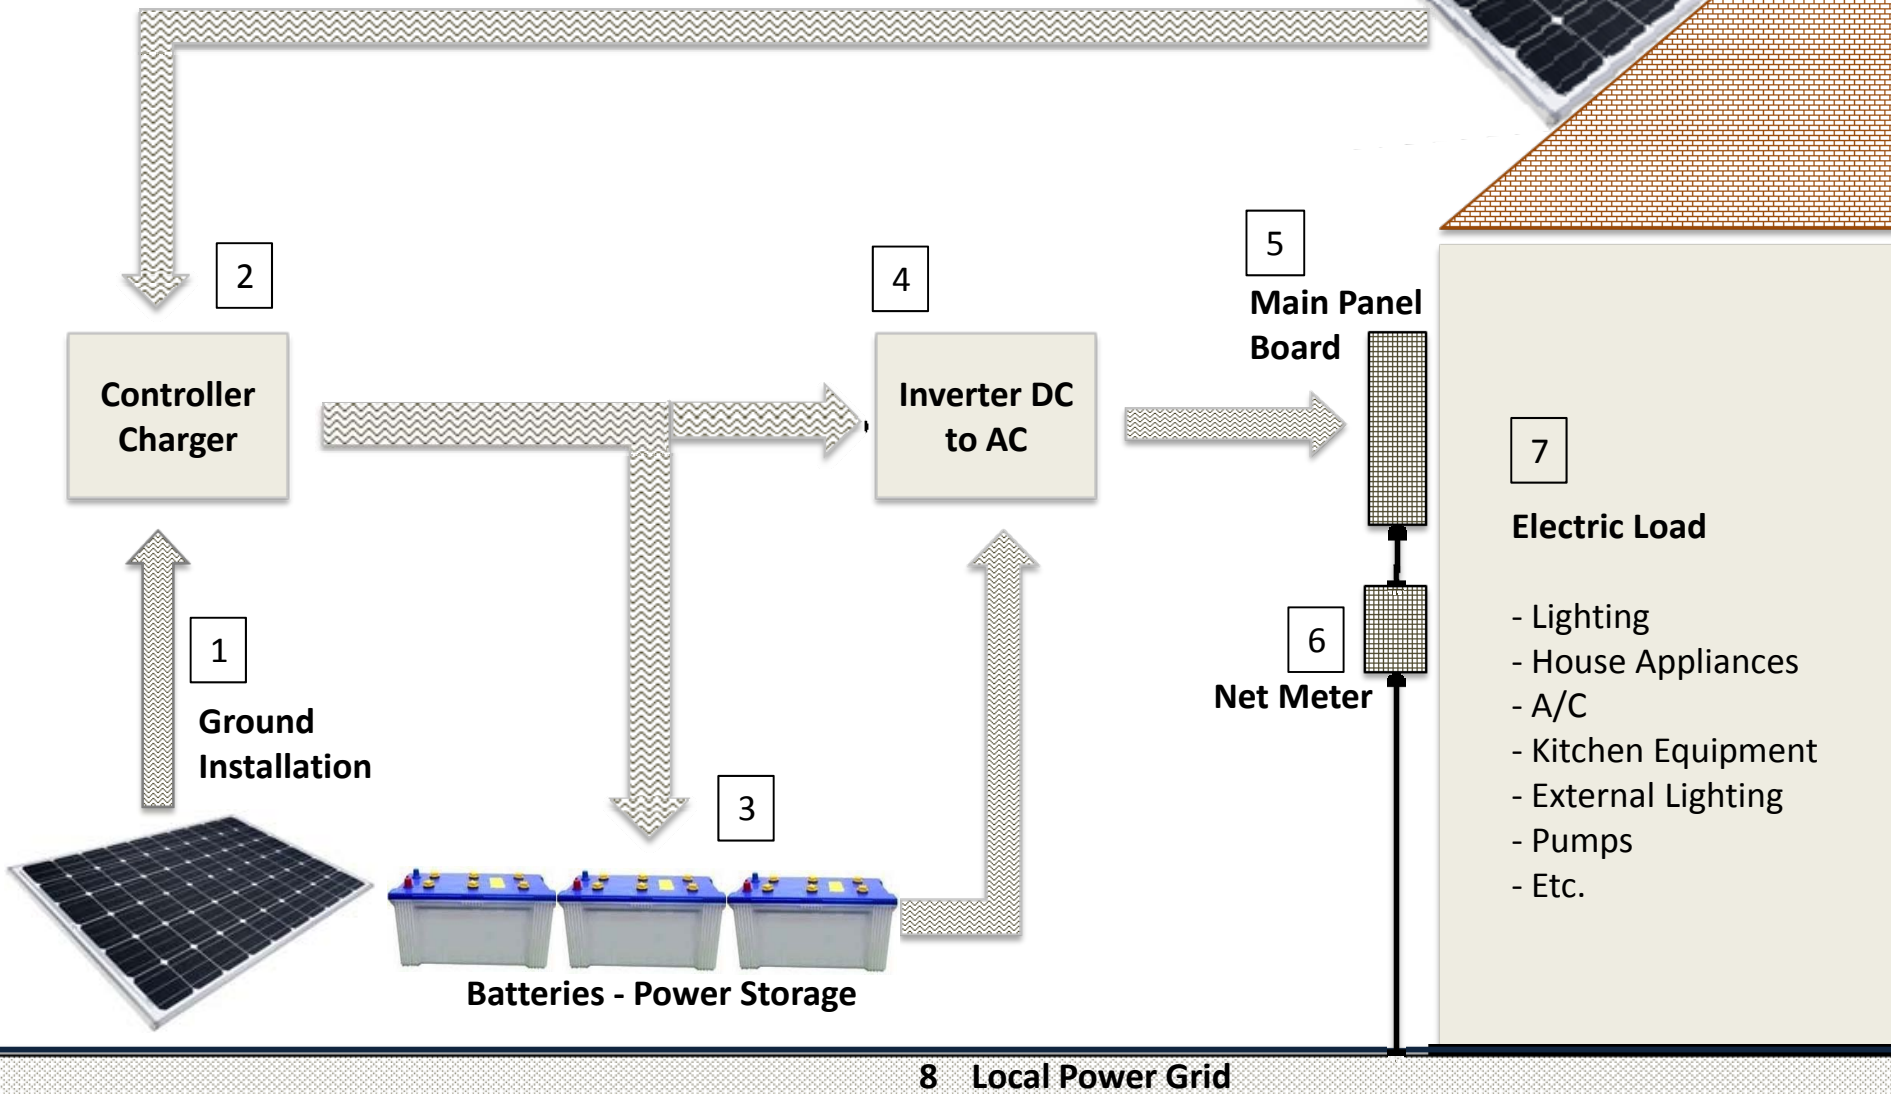 2
Controller
Charger
4
Inverter DC
to AC
5
Main Panel
Board
1
Ground
Installation
3
Batteries - Power Storage
6
Net Meter
7
Electric Load
- Lighting
- House Appliances
- A/C
- Kitchen Equipment
- External Lighting
- Pumps
- Etc.
8 Local Power Grid